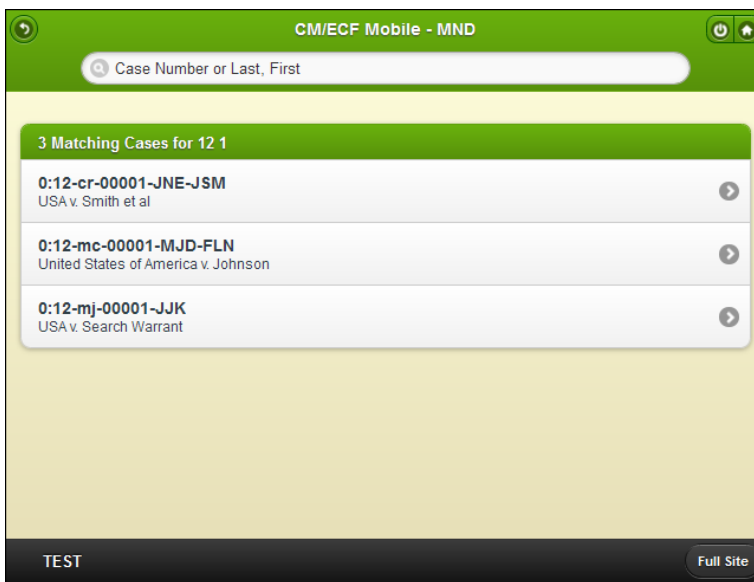 CM/ECF Mobile - MND
Case Number or Last, First
3 Matching Cases for 12 1
0:12-cr-00001-JNE-JSM
USA v. Smith et al
0:12-mc-00001-MJD-FLN
United States of America v. Johnson
0:12-mj-00001-JJK
USA v. Search Warrant
TEST
Full Site